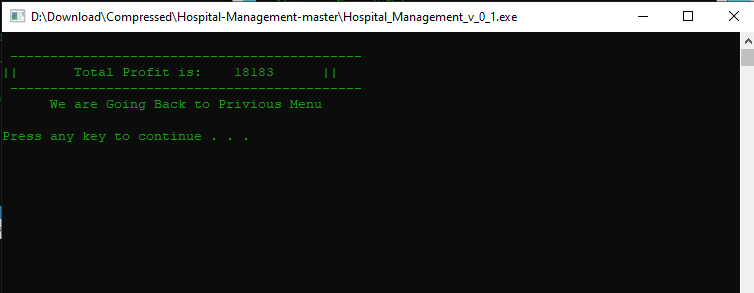 D:\Download\Compressed\Hospital-Management-master\Hospital_Management_v_0_1.exe
--------------------------------------------
|| Total Profit is: 18183 ||
--------------------------------------------
We are Going Back to Privious Menu
Press any key to continue . . .